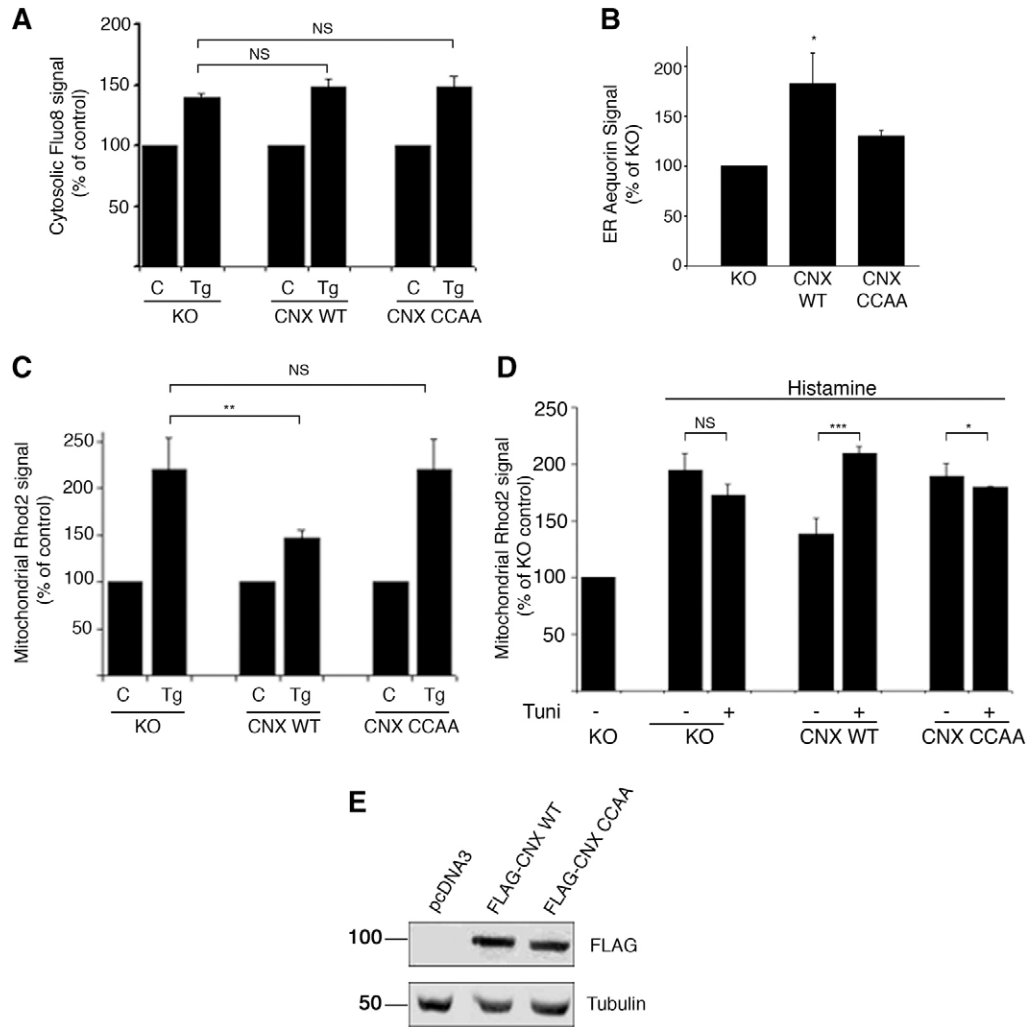 A
Cytosolic Fluo8 signal
(% of control)
200
150
100
50
NS
NS
C Tg C Tg C Tg
KO CNX WT CNX CCAA
B
ER Aequorin Signal
(% of KO)
200
150
100
50
0
*
KO CNX CNX
WT CCAA
C
Mitochondrial Rhod2 signal
(% of control)
250
200
150
100
50
NS
**
C Tg C Tg C Tg
KO CNX WT CNX CCAA
D
Mitochondrial Rhod2 signal
(% of KO control)
Histamine
250
200
150
100
50
NS *** *
Tuni - - + - + - +
KO KO CNX WT CNX CCAA
E
pcDNA3
FLAG-CNX WT
FLAG-CNX CCAA
100 FLAG
50 Tubulin